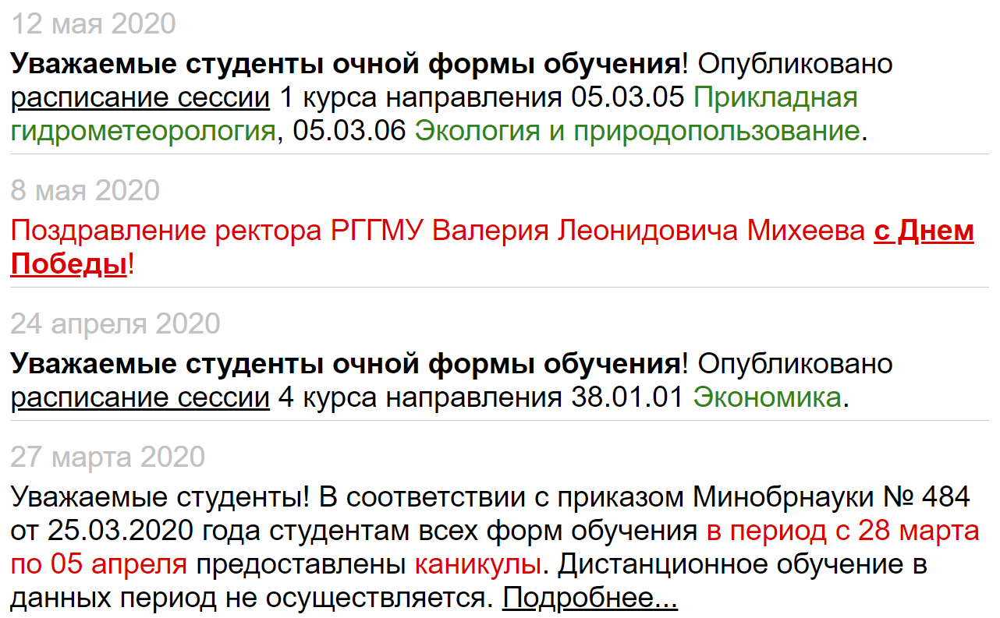 12 мая 2020
Уважаемые студенты очной формы обучения! Опубликовано
расписание сессии 1 курса направления 05.03.05 Прикладная
гидрометеорология, 05.03.06 Экология и природопользование.
8 мая 2020
Поздравление ректора РГГМУ Валерия Леонидовича Михеева с Днем
Победы!
24 апреля 2020
Уважаемые студенты очной формы обучения! Опубликовано
расписание сессии 4 курса направления 38.01.01 Экономика.
27 марта 2020
Уважаемые студенты! В соответствии с приказом Минобрнауки № 484
от 25.03.2020 года студентам всех форм обучения в период с 28 марта
по 05 апреля предоставлены каникулы. Дистанционное обучение в
данных период не осуществляется. Подробнее...